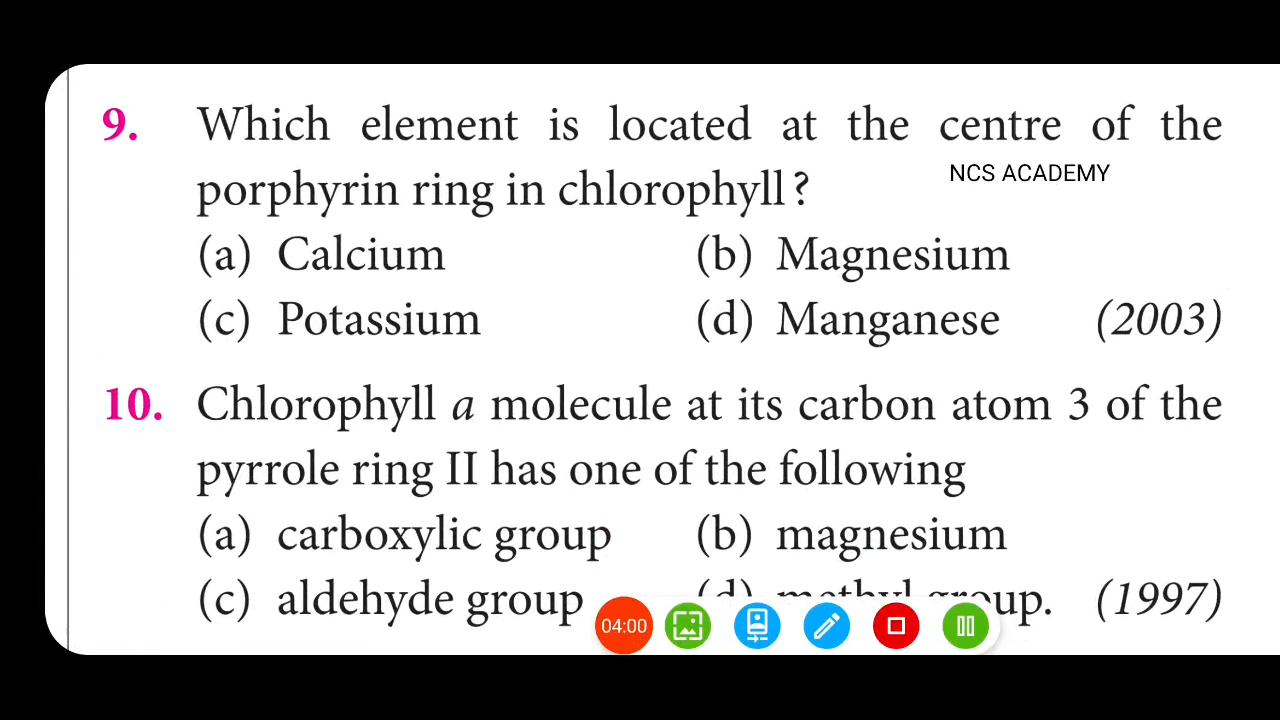 9. Which element is located at the centre of the
NCS ACADEMY
porphyrin ring in chlorophyll?
(a) Calcium (b) Magnesium
(c) Potassium (d) Manganese (2003)
10. Chlorophyll a molecule at its carbon atom 3 of the
pyrrole ring II has one of the following
(a) carboxylic group (b) magnesium
(c) aldehyde group (d) methyl group. (1997)
04:00